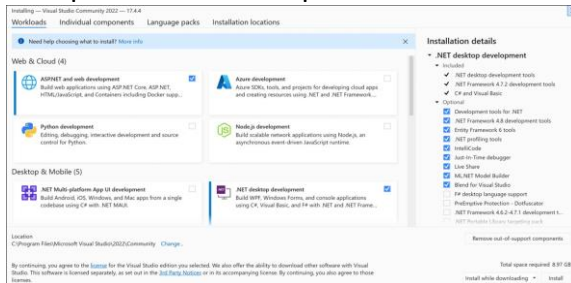 Installing — Visual Studio Community 2022 — 17.4.4
Workloads Individual components Language packs Installation locations
Need help choosing what to install? More info
Web & Cloud (4)
ASP.NET and web development
Build web applications using ASP.NET Core, ASP.NET, HTML/JavaScript, and Containers including Docker supp...
Azure development
Azure SDKs, tools, and projects for developing cloud apps and creating resources using .NET and .NET Framework...
Python development
Editing, debugging, interactive development and source control for Python.
Node.js development
Build scalable network applications using Node.js, an asynchronous event-driven JavaScript runtime.
Desktop & Mobile (5)
.NET Multi-platform App UI development
Build Android, iOS, Windows, and Mac apps from a single codebase using C# with .NET MAUI.
.NET desktop development
Build WPF, Windows Forms, and console applications using C#, Visual Basic, and F# with .NET and .NET Frame...
Location
C:\Program Files\Microsoft Visual Studio\2022\Community Change...
By continuing, you agree to the license for the Visual Studio edition you selected. We also offer the ability to download other software with Visual
Studio. This software is licensed separately, as set out in the 3rd Party Notices or in its accompanying license. By continuing, you also agree to those
licenses.
Installation details
.NET desktop development
Included
.NET desktop development tools
.NET Framework 4.7.2 development tools
C# and Visual Basic
Optional
Development tools for .NET
.NET Framework 4.8 development tools
Entity Framework 6 tools
.NET profiling tools
IntelliCode
Just-In-Time debugger
Live Share
ML.NET Model Builder
Blend for Visual Studio
F# desktop language support
PreEmptive Protection - Dotfuscator
.NET Framework 4.6.2-4.7.1 development t...
.NET Portable Library targeting pack
Remove out-of-support components
Total space required 8.97 GB
Install while downloading Install